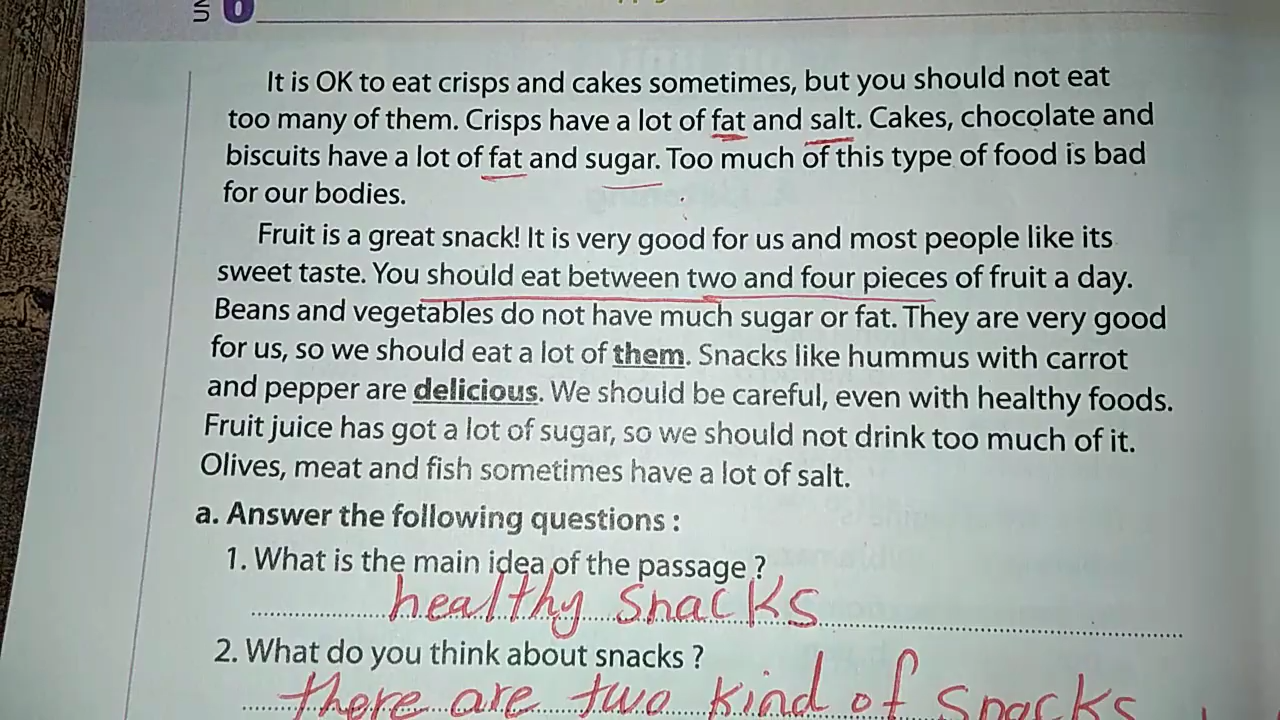 6
It is OK to eat crisps and cakes sometimes, but you should not eat
too many of them. Crisps have a lot of fat and salt. Cakes, chocolate and
biscuits have a lot of fat and sugar. Too much of this type of food is bad
for our bodies.
Fruit is a great snack! It is very good for us and most people like its
sweet taste. You should eat between two and four pieces of fruit a day.
Beans and vegetables do not have much sugar or fat. They are very good
for us, so we should eat a lot of them. Snacks like hummus with carrot
and pepper are delicious. We should be careful, even with healthy foods.
Fruit juice has got a lot of sugar, so we should not drink too much of it.
Olives, meat and fish sometimes have a lot of salt.
a. Answer the following questions :
1. What is the main idea of the passage ?
healthy snacks
2. What do you think about snacks ?
there are two kind of snacks